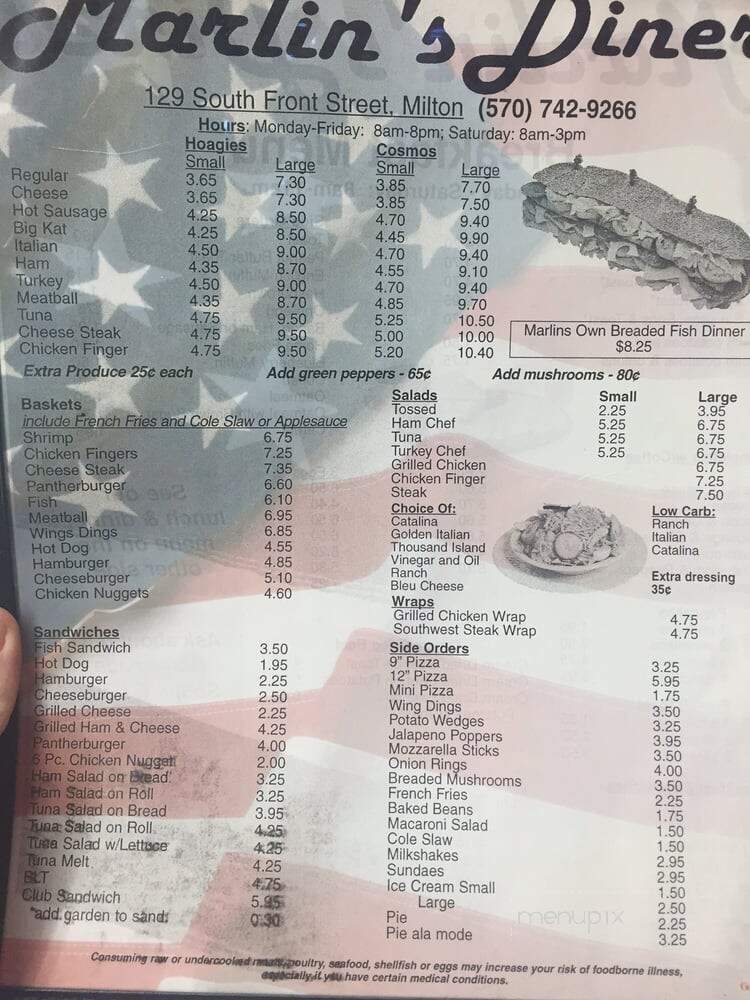 Marlin's Diner
129 South Front Street, Milton (570) 742-9266
Hours: Monday-Friday: 8am-8pm; Saturday: 8am-3pm
Hoagies Cosmos
Small Large Small Large
Regular 3.65 7.30 3.85 7.70
Cheese 3.65 7.30 3.85 7.50
Hot Sausage 4.25 8.50 4.70 9.40
Big Kat 4.25 8.50 4.45 9.90
Italian 4.50 9.00 4.70 9.40
Ham 4.35 8.70 4.55 9.10
Turkey 4.50 9.00 4.70 9.40
Meatball 4.35 8.70 4.85 9.70
Tuna 4.75 9.50 5.25 10.50
Cheese Steak 4.75 9.50 5.00 10.00
Chicken Finger 4.75 9.50 5.20 10.40
Marlins Own Breaded Fish Dinner
$8.25
Extra Produce 25¢ each Add green peppers - 65¢ Add mushrooms - 80¢
Baskets
include French Fries and Cole Slaw or Applesauce
Shrimp 6.75
Chicken Fingers 7.25
Cheese Steak 7.35
Pantherburger 6.60
Fish 6.10
Meatball 6.95
Wings Dings 6.85
Hot Dog 4.55
Hamburger 4.85
Cheeseburger 5.10
Chicken Nuggets 4.60
Sandwiches
Fish Sandwich 3.50
Hot Dog 1.95
Hamburger 2.25
Cheeseburger 2.50
Grilled Cheese 2.25
Grilled Ham & Cheese 4.25
Pantherburger 4.00
6 Pc. Chicken Nugget 2.00
Ham Salad on Bread 3.25
Ham Salad on Roll 3.25
Tuna Salad on Bread 3.95
Tuna Salad on Roll 4.25
Tuna Salad w/Lettuce 4.25
Tuna Melt 4.25
BLT 4.75
Club Sandwich 5.95
*add garden to sand. 0.30
Salads Small Large
Tossed 2.25 3.95
Ham Chef 5.25 6.75
Tuna 5.25 6.75
Turkey Chef 5.25 6.75
Grilled Chicken 6.75
Chicken Finger 7.25
Steak 7.50
Choice Of:
Catalina
Golden Italian
Thousand Island
Vinegar and Oil
Ranch
Bleu Cheese
Low Carb:
Ranch
Italian
Catalina
Extra dressing
35¢
Wraps
Grilled Chicken Wrap 4.75
Southwest Steak Wrap 4.75
Side Orders
9" Pizza 3.25
12" Pizza 5.95
Mini Pizza 1.75
Wing Dings 3.50
Potato Wedges 3.25
Jalapeno Poppers 3.95
Mozzarella Sticks 3.50
Onion Rings 4.00
Breaded Mushrooms 3.50
French Fries 2.25
Baked Beans 1.75
Macaroni Salad 1.50
Cole Slaw 1.50
Milkshakes 2.95
Sundaes 2.95
Ice Cream Small 1.50
Large 2.50
Pie 2.25
Pie ala mode 3.25
menupix
Consuming raw or undercooked meats, poultry, seafood, shellfish or eggs may increase your risk of foodborne illness,
especially if you have certain medical conditions.